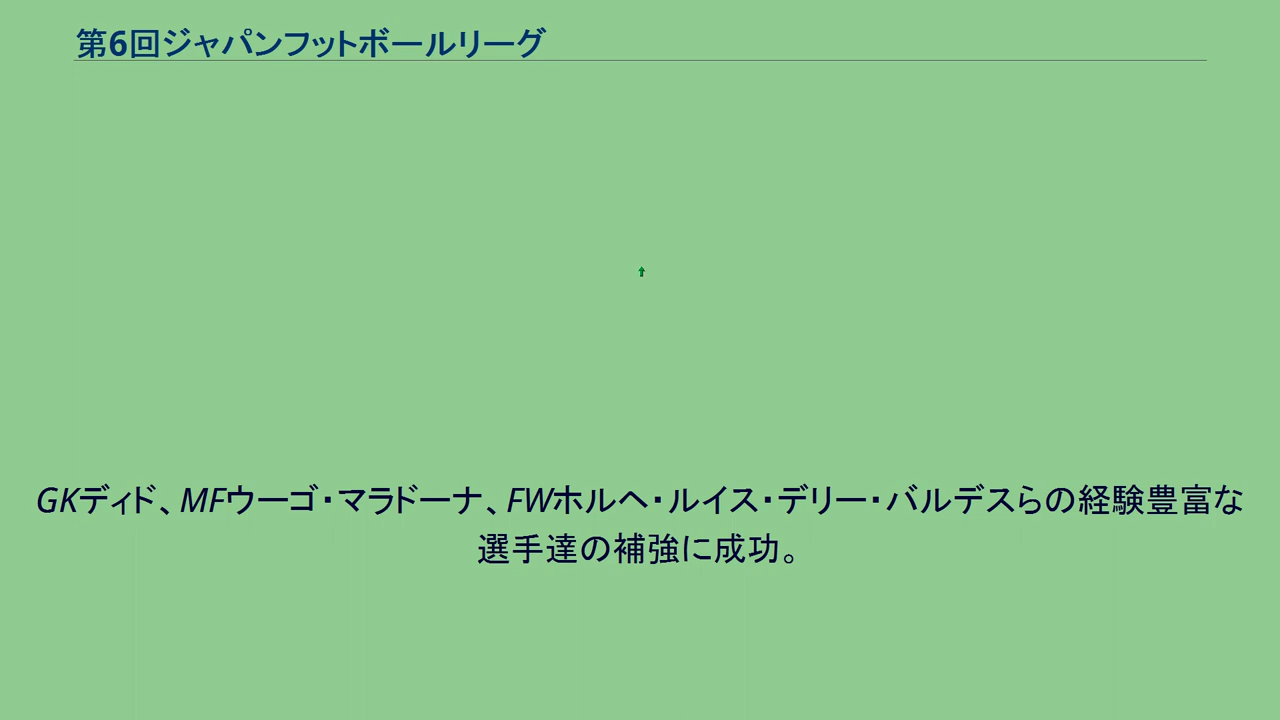 第6回ジャパンフットボールリーグ
GKディド、MFウーゴ・マラドーナ、FWホルヘ・ルイス・デリー・バルデスらの経験豊富な
選手達の補強に成功。